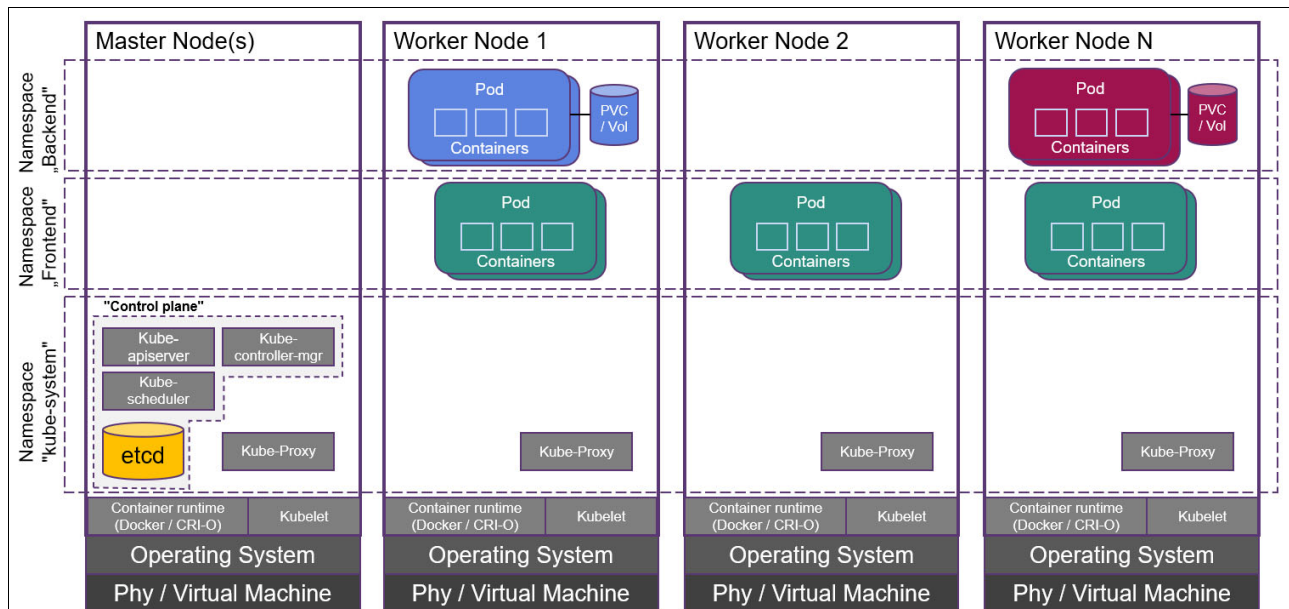 Master Node(s)
Worker Node 1
Worker Node 2
Worker Node N
Namespace
„Backend"
Pod
Containers
PVC
/ Vol
Pod
Containers
PVC
/ Vol
Namespace
„Frontend"
Pod
Containers
Pod
Containers
Pod
Containers
Namespace
"kube-system"
"Control plane"
Kube-
apiserver
Kube-
controller-mgr
Kube-
scheduler
etcd
Kube-Proxy
Kube-Proxy
Kube-Proxy
Kube-Proxy
Container runtime
(Docker / CRI-O)
Kubelet
Container runtime
(Docker / CRI-O)
Kubelet
Container runtime
(Docker / CRI-O)
Kubelet
Container runtime
(Docker / CRI-O)
Kubelet
Operating System
Operating System
Operating System
Operating System
Phy / Virtual Machine
Phy / Virtual Machine
Phy / Virtual Machine
Phy / Virtual Machine